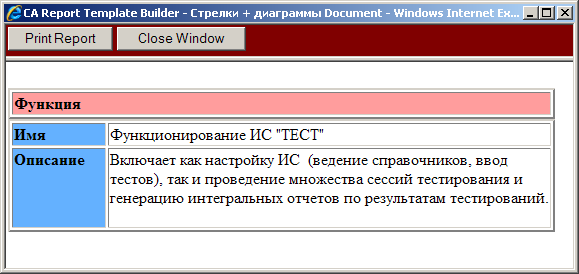 CA Report Template Builder - Стрелки + диаграммы Document - Windows Internet Ex...
Print Report Close Window
Функция
Имя Функционирование ИС "ТЕСТ"
Описание Включает как настройку ИС (ведение справочников, ввод
тестов), так и проведение множества сессий тестирования и
генерацию интегральных отчетов по результатам тестирований.